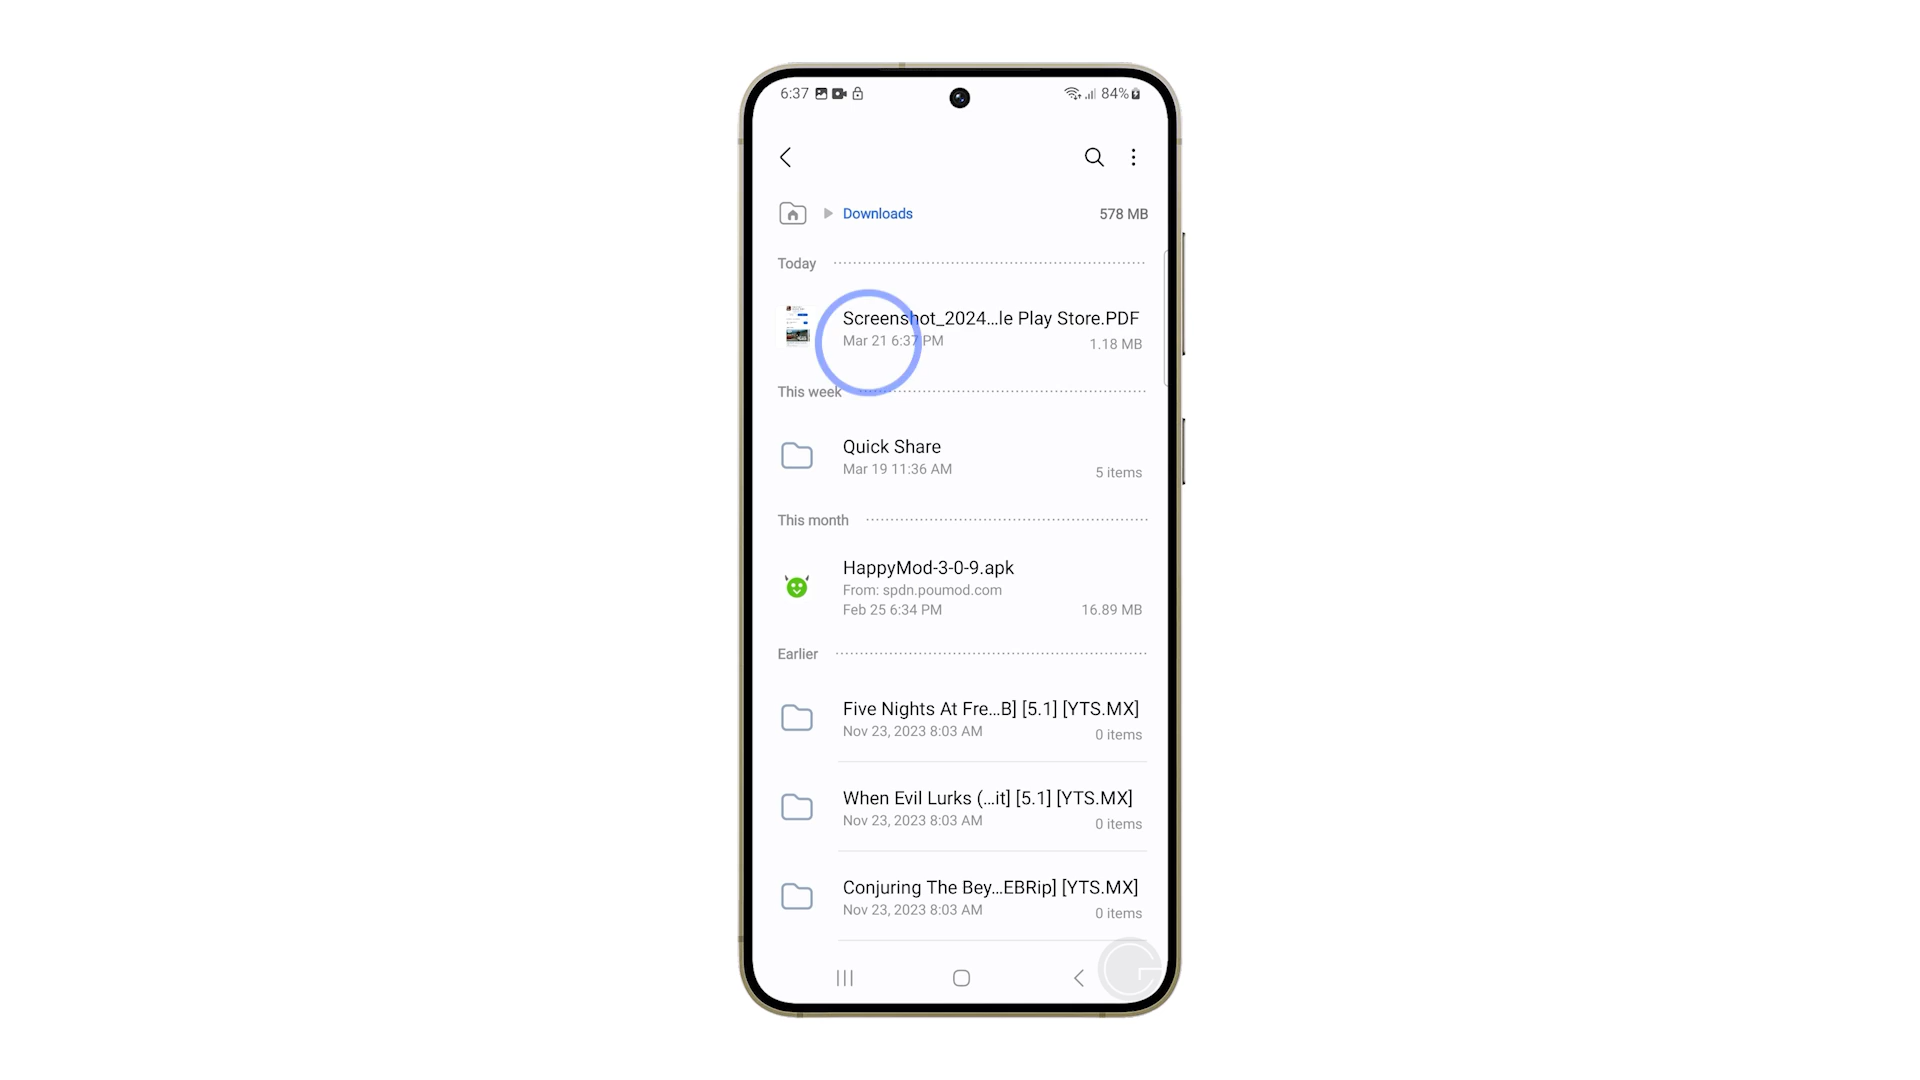 6:37 84%
Downloads 578 MB
Today
Screenshot_2024...le Play Store.PDF
Mar 21 6:37 PM 1.18 MB
This week
Quick Share
Mar 19 11:36 AM 5 items
This month
HappyMod-3-0-9.apk
From: spdn.poumod.com
Feb 25 6:34 PM 16.89 MB
Earlier
Five Nights At Fre...B] [5.1] [YTS.MX]
Nov 23, 2023 8:03 AM 0 items
When Evil Lurks (...it] [5.1] [YTS.MX]
Nov 23, 2023 8:03 AM 0 items
Conjuring The Bey...EBRip] [YTS.MX]
Nov 23, 2023 8:03 AM 0 items